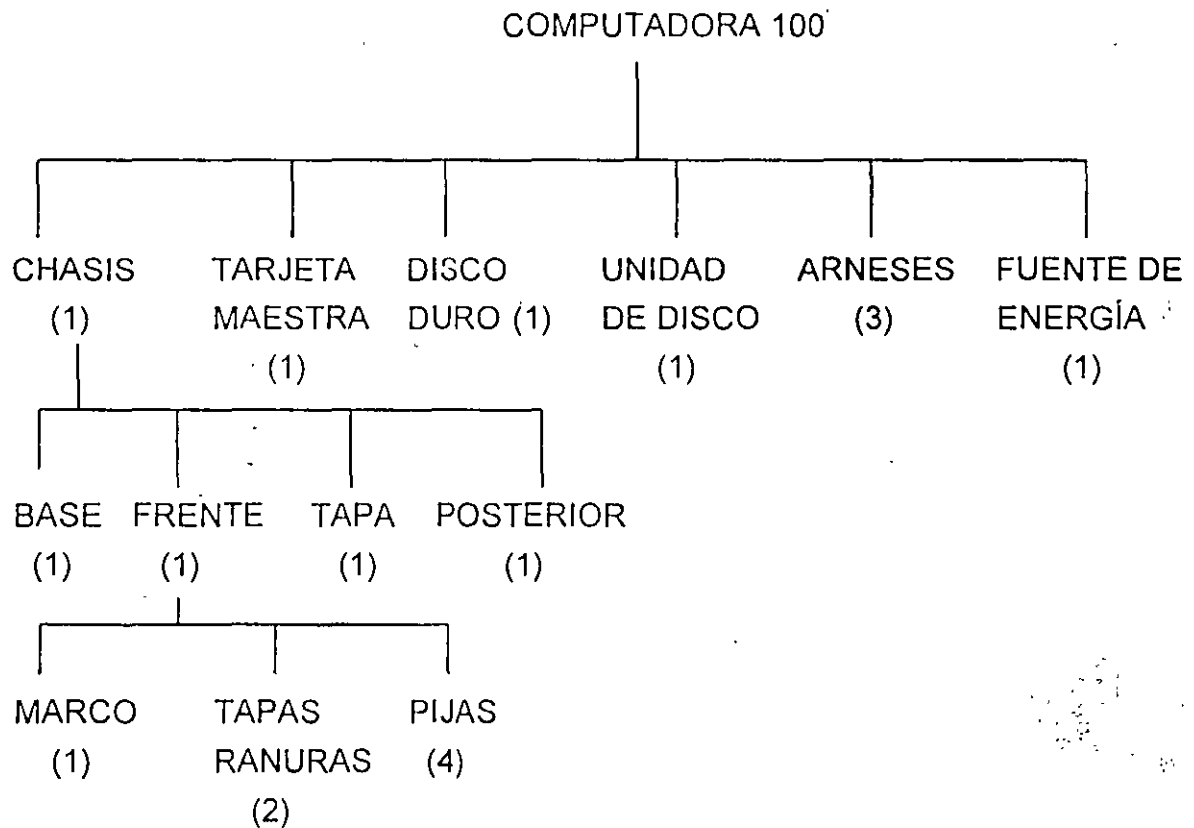 COMPUTADORA 100
CHASIS
(1)
TARJETA
MAESTRA
(1)
DISCO
DURO (1)
UNIDAD
DE DISCO
(1)
ARNESES
(3)
FUENTE DE
ENERGÍA
(1)
BASE
(1)
FRENTE
(1)
TAPA
(1)
POSTERIOR
(1)
MARCO
(1)
TAPAS
RANURAS
(2)
PIJAS
(4)